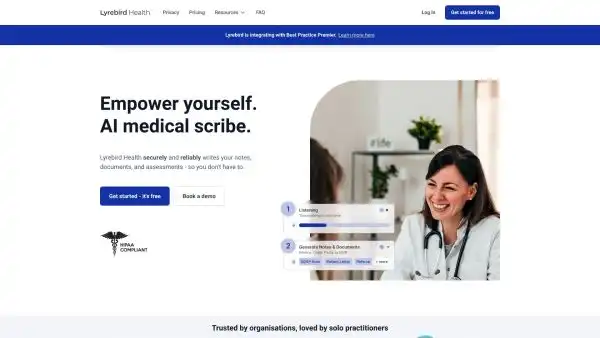 Lyrebird Health Privacy Pricing Resources FAQ Log in Get started for free
Lyrebird is integrating with Best Practice Premier. Learn more here
Empower yourself.
AI medical scribe.
Lyrebird Health securely and reliably writes your notes,
documents, and assessments - so you don't have to.
Get started - it's free Book a demo
HIPAA
COMPLIANT
#life
1 Listening
2 Generate Notes & Documents
SOAP Note Patient Letter Referral + more
Trusted by organisations, loved by solo practitioners